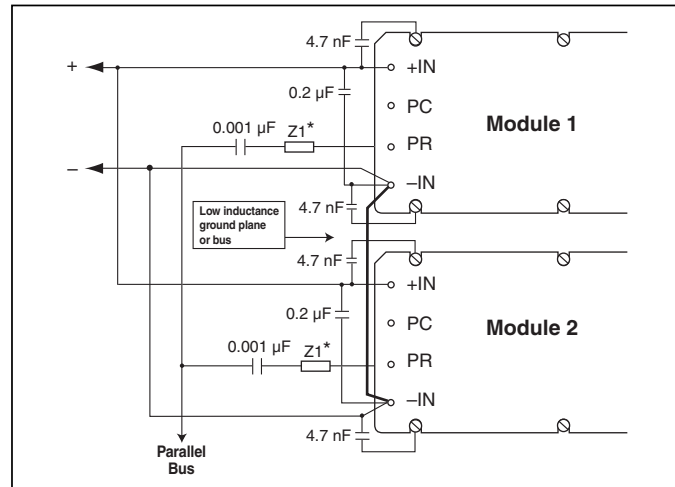 4.7 nF
+
+IN
0.2 µF
PC
Module 1
0.001 µF
Z1*
PR
–
–IN
4.7 nF
Low inductance
ground plane
or bus
4.7 nF
+IN
0.2 µF
PC
Module 2
0.001 µF
Z1*
PR
–IN
4.7 nF
Parallel
Bus